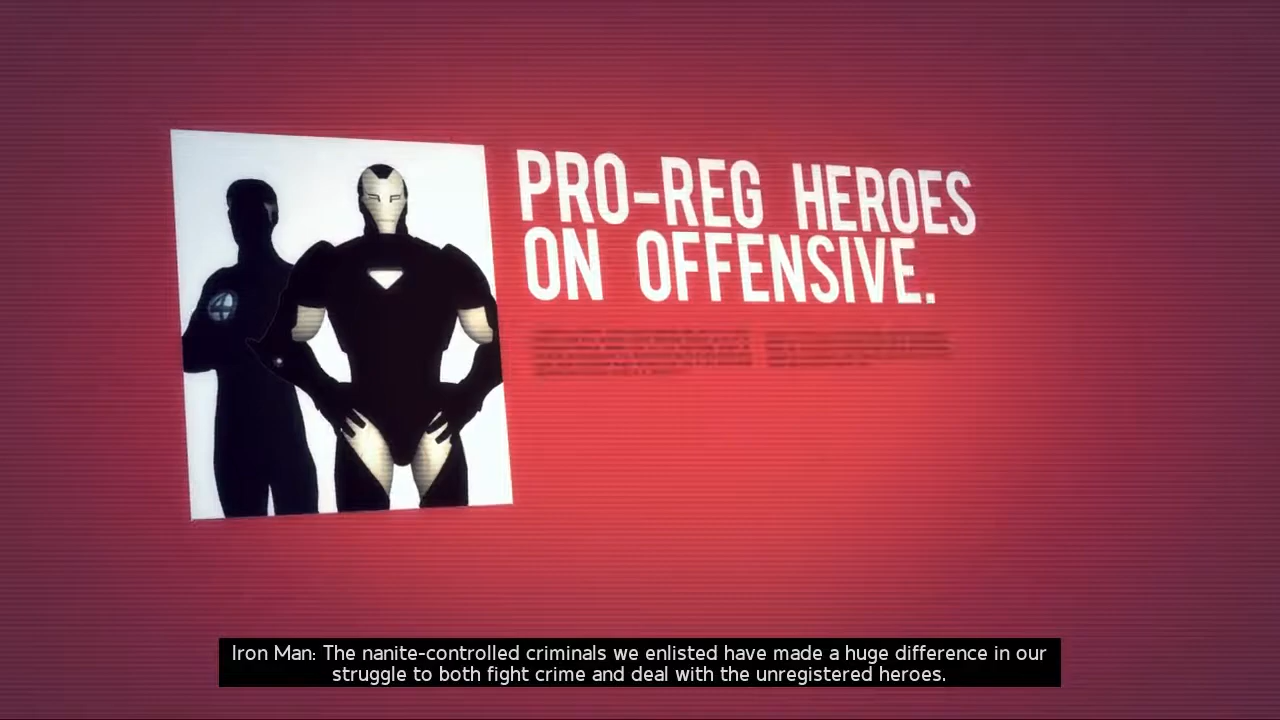 PRO-REG HEROES
ON OFFENSIVE.
4
Iron Man: The nanite-controlled criminals we enlisted have made a huge difference in our
struggle to both fight crime and deal with the unregistered heroes.